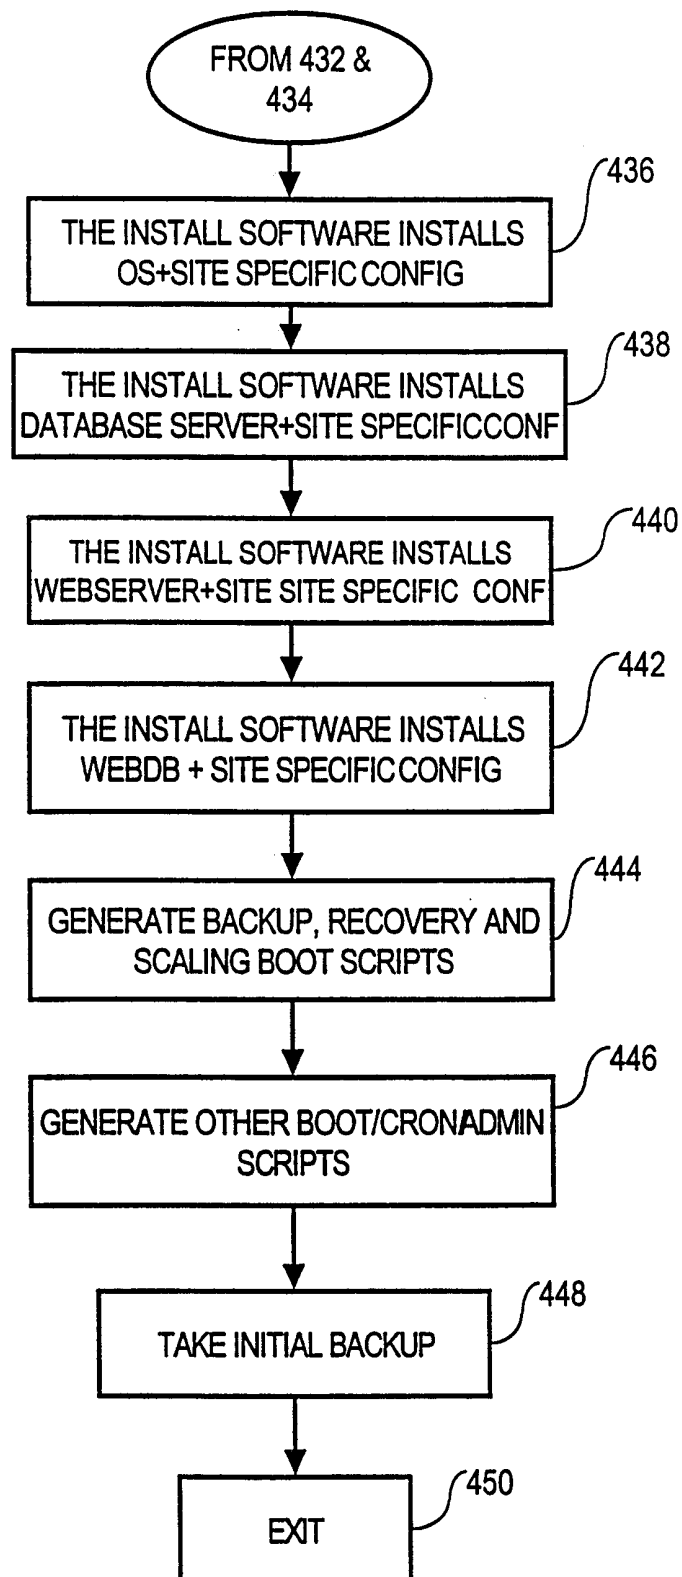 FROM 432 &
434
436
THE INSTALL SOFTWARE INSTALLS
OS+SITE SPECIFIC CONFIG
438
THE INSTALL SOFTWARE INSTALLS
DATABASE SERVER+SITE SPECIFICCONF
440
THE INSTALL SOFTWARE INSTALLS
WEBSERVER+SITE SITE SPECIFIC CONF
442
THE INSTALL SOFTWARE INSTALLS
WEBDB + SITE SPECIFIC CONFIG
444
GENERATE BACKUP, RECOVERY AND
SCALING BOOT SCRIPTS
446
GENERATE OTHER BOOT/CRON/ADMIN
SCRIPTS
448
TAKE INITIAL BACKUP
450
EXIT